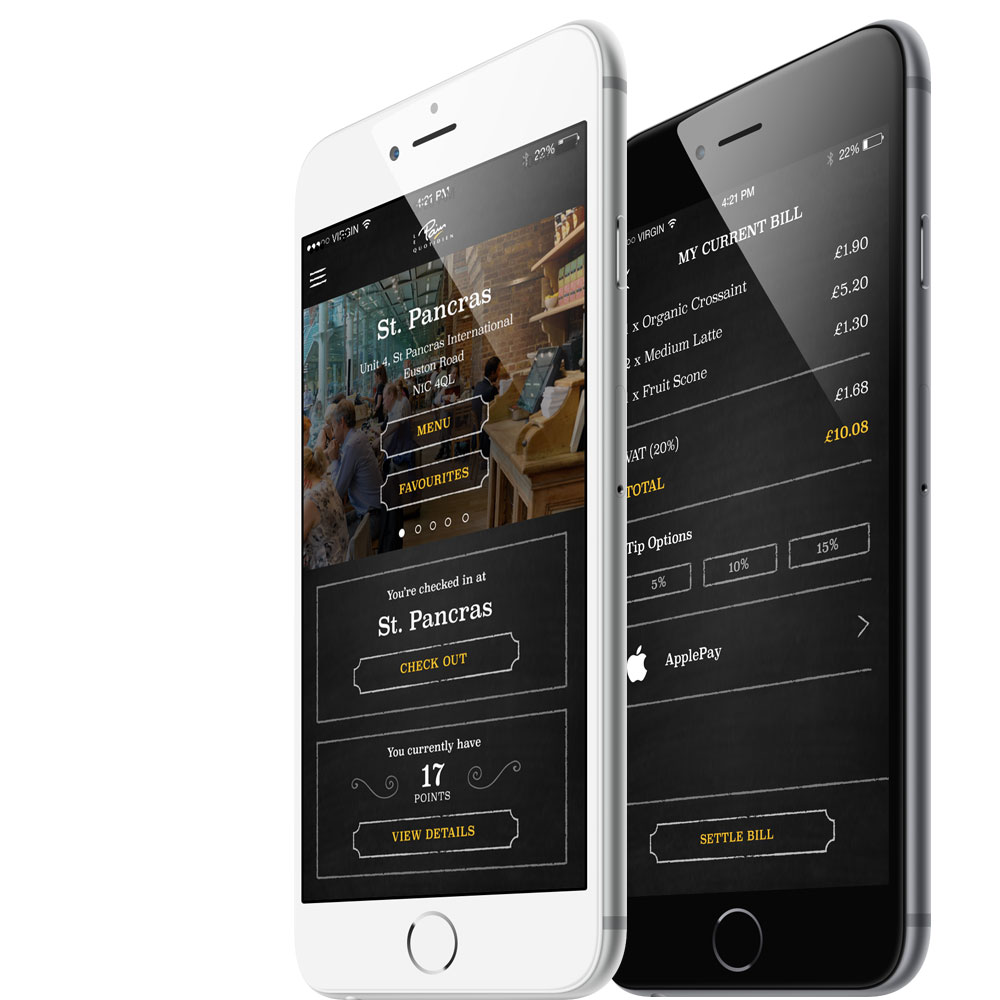 VIRGIN
4:21 PM
22%
LE Pain
QUOTIDIEN
St. Pancras
Unit 4, St Pancras International
Euston Road
N1C 4QL
MENU
FAVOURITES
You're checked in at
St. Pancras
CHECK OUT
You currently have
17
POINTS
VIEW DETAILS
VIRGIN
4:21 PM
22%
MY CURRENT BILL
x Organic Crossaint £1.90
2 x Medium Latte £5.20
x Fruit Scone £1.30
VAT (20%) £1.68
TOTAL £10.08
Tip Options
5% 10% 15%
ApplePay
SETTLE BILL